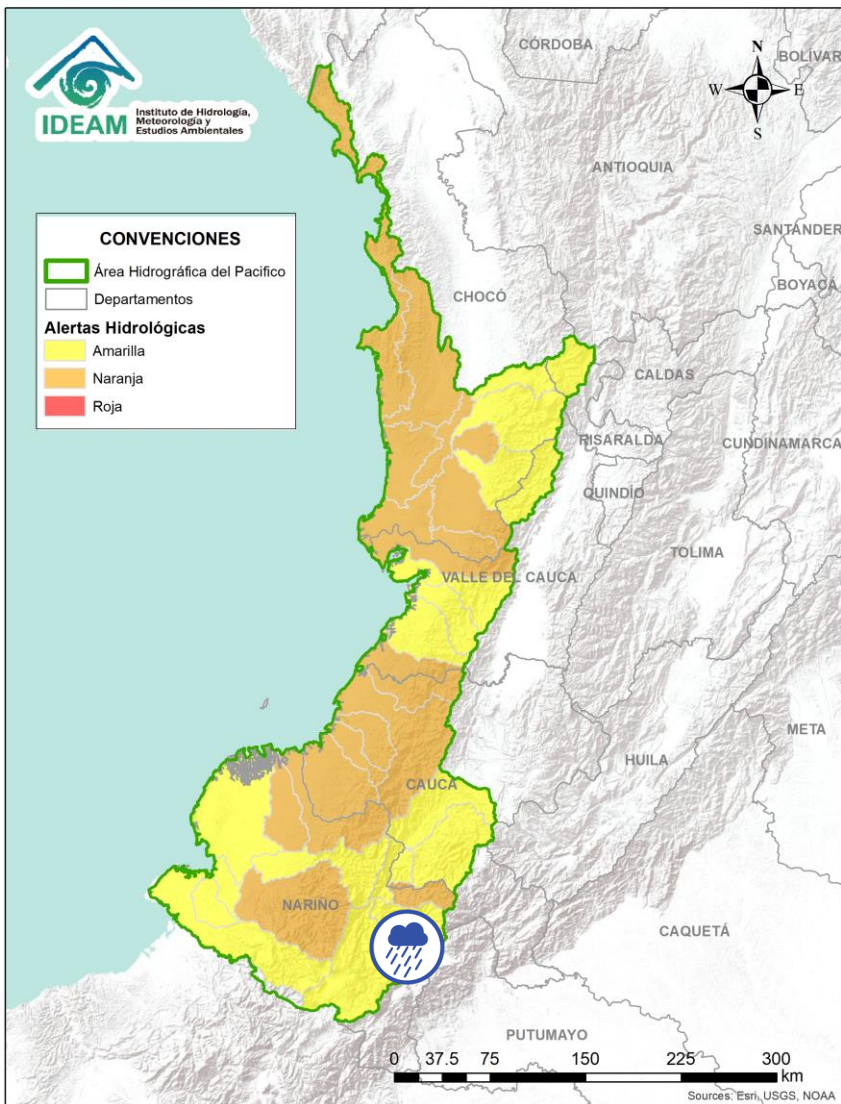 IDEAM
Instituto de Hidrología,
Meteorología y
Estudios Ambientales
CÓRDOBA
BOLÍVAR
N
W
E
S
ANTIOQUIA
SANTANDER
BOYACÁ
CONVENCIONES
Área Hidrográfica del Pacifico
Departamentos
Alertas Hidrológicas
Amarilla
Naranja
Roja
CHOCÓ
CALDAS
RISARALDA
CUNDINAMARCA
QUINDÍO
TOLIMA
VALLE DEL CAUCA
META
HUILA
CAUCA
NARIÑO
CAQUETÁ
PUTUMAYO
0 37.5 75 150 225 300
km
Sources: Esri, USGS, NOAA